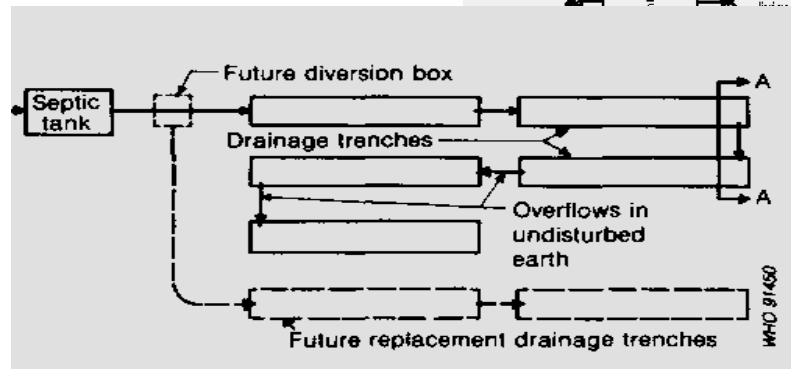 Future diversion box
A
Septic
tank
Drainage trenches
A
Overflows in
undisturbed
earth
Future replacement drainage trenches
WHO 91450